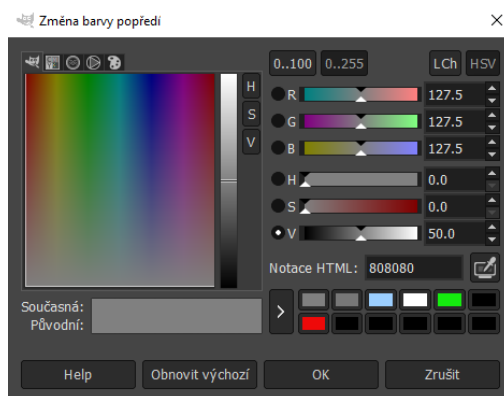 Změna barvy popředí
0..100 0..255 LCh HSV
H
S
V
R 127.5
G 127.5
B 127.5
H 0.0
S 0.0
V 50.0
Notace HTML: 808080
Současná:
Původní:
>
Help Obnovit výchozí OK Zrušit